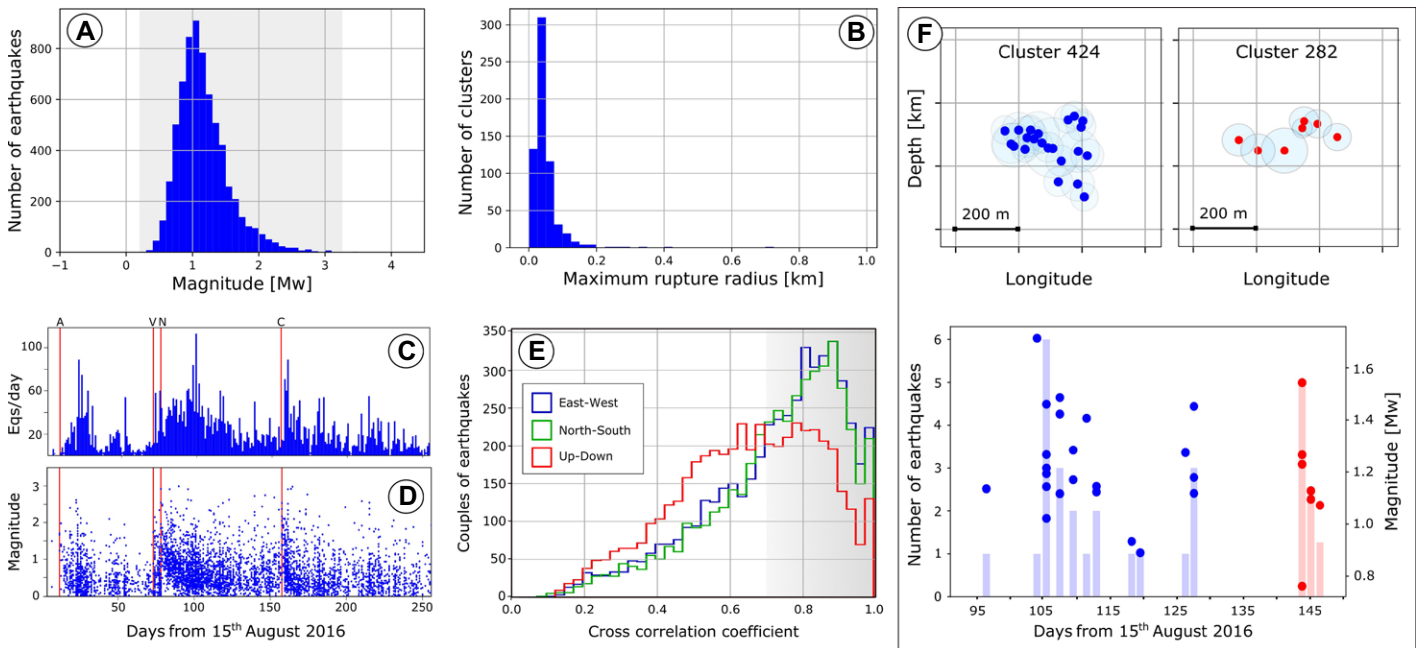 A
Number of earthquakes
800
600
400
200
0
−1
0
1
2
3
4
Magnitude [Mw]
B
Number of clusters
300
250
200
150
100
50
0
0.0
0.2
0.4
0.6
0.8
1.0
Maximum rupture radius [km]
A
V
N
C
C
Eqs/day
100
60
20
D
Magnitude
3
2
1
0
50
100
150
200
250
Days from 15th August 2016
E
Couples of earthquakes
350
300
250
200
150
100
50
0
East-West
North-South
Up-Down
0.0
0.2
0.4
0.6
0.8
1.0
Cross correlation coefficient
F
Depth [km]
Cluster 424
200 m
Longitude
Cluster 282
200 m
Longitude
Number of earthquakes
6
5
4
3
2
1
0
1.6
1.4
1.2
1.0
0.8
Magnitude [Mw]
95
105
115
125
135
145
Days from 15th August 2016